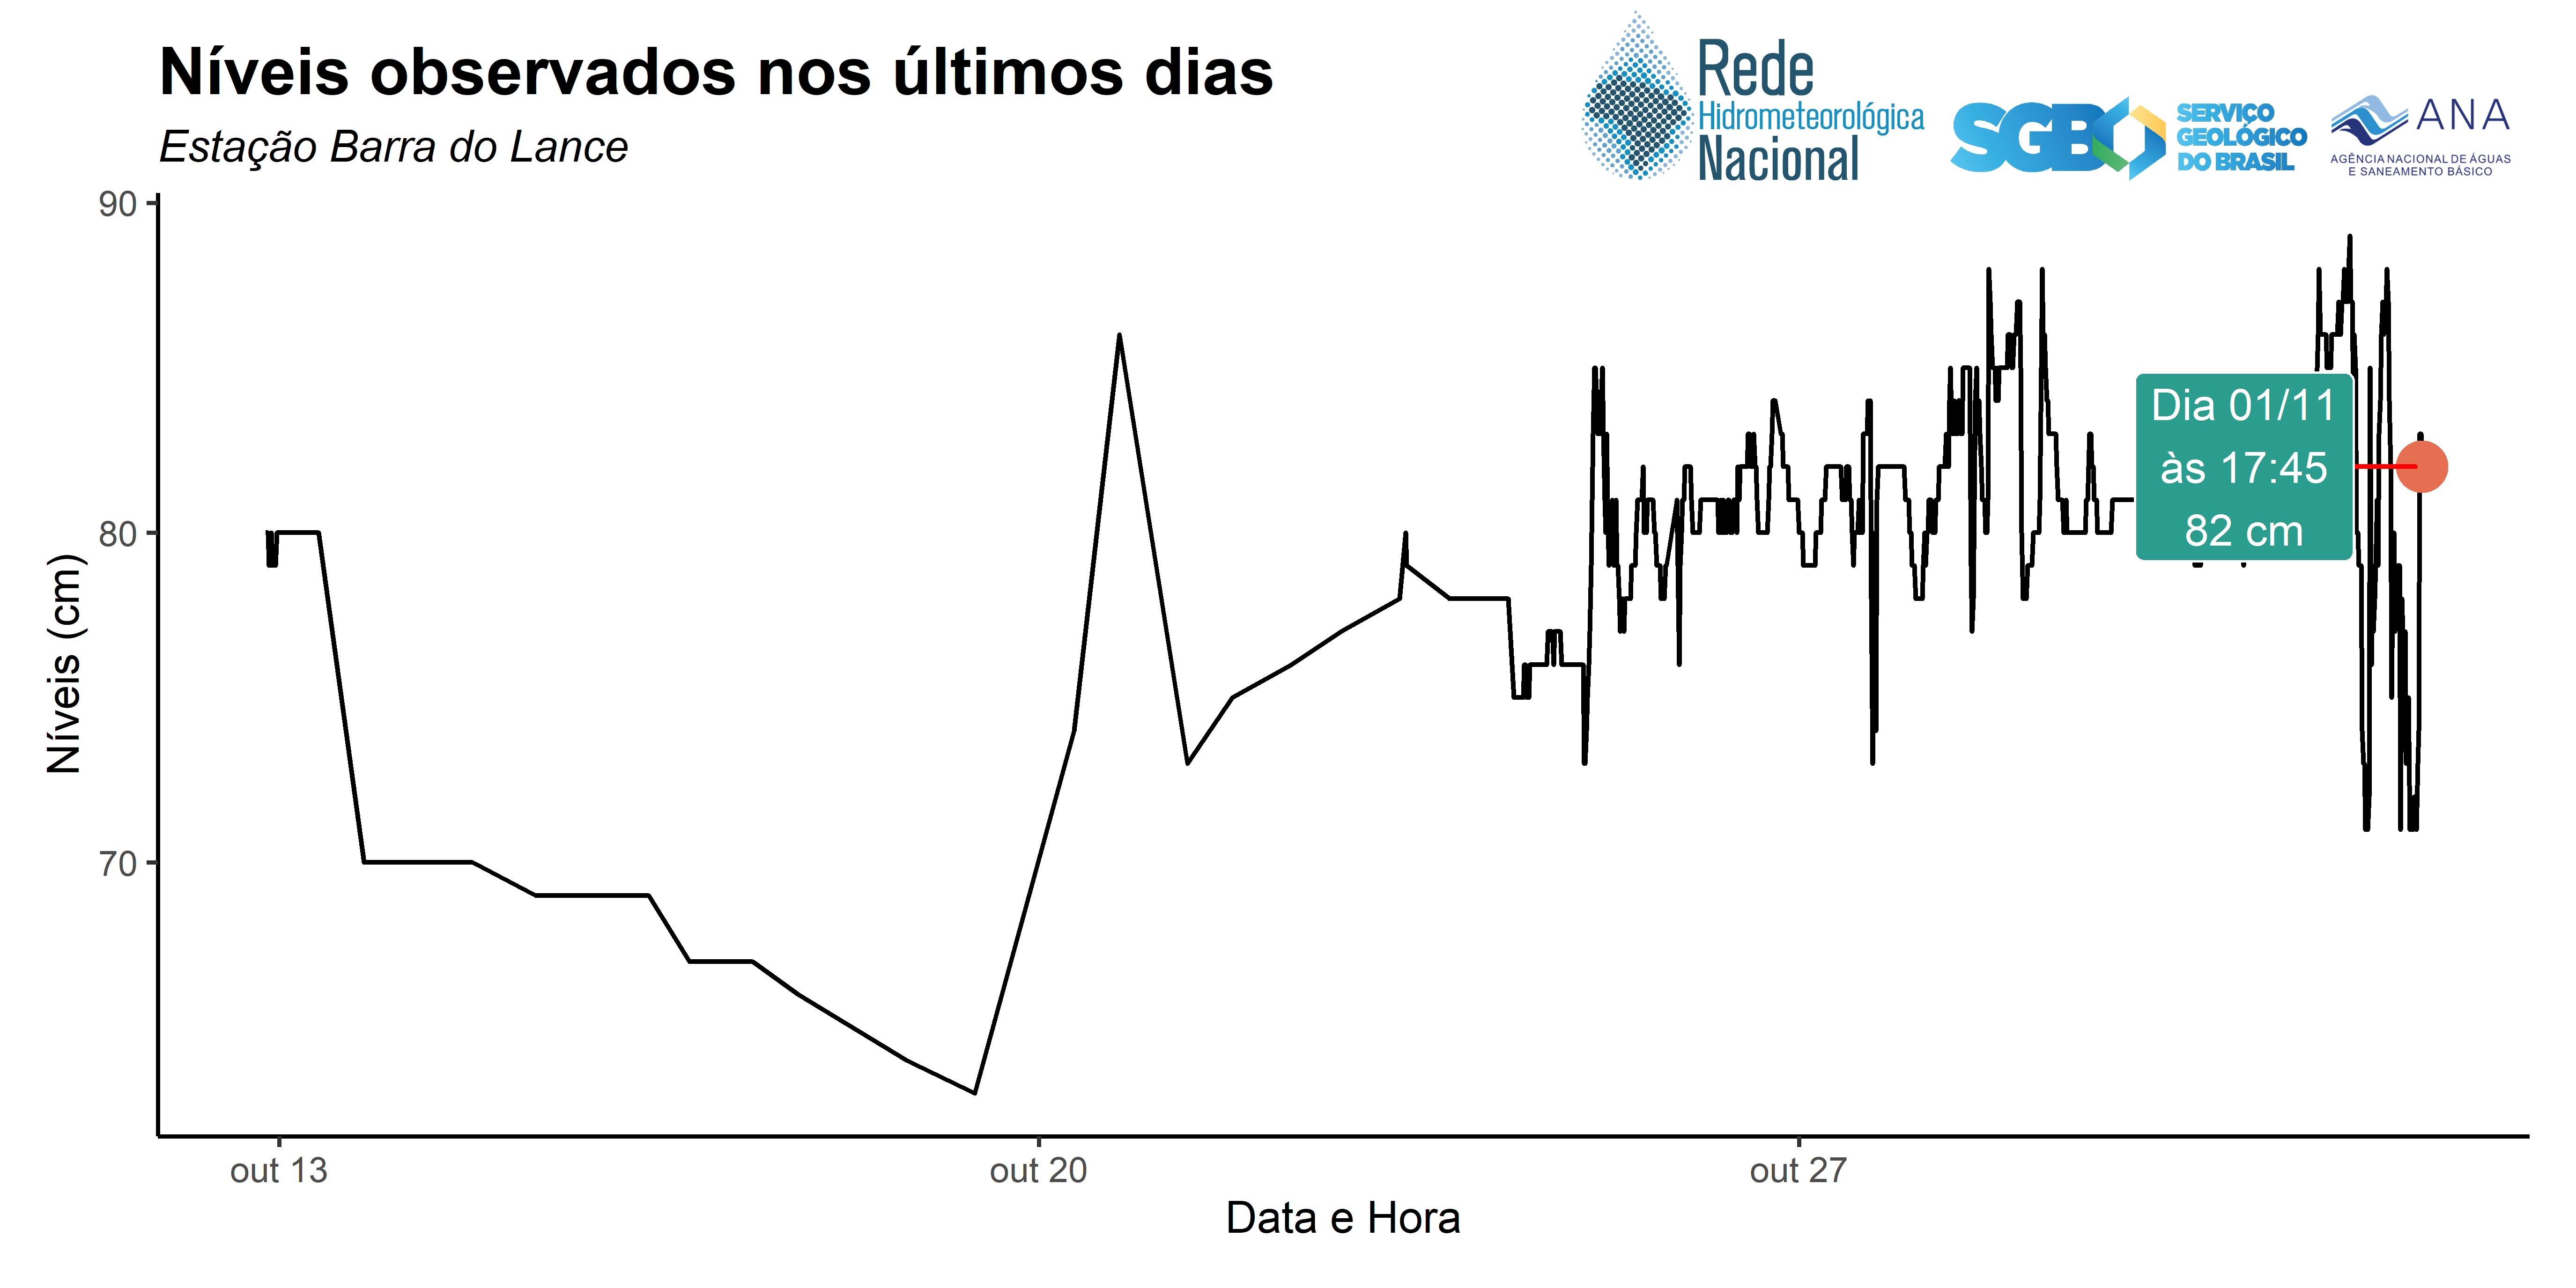 Níveis observados nos últimos dias
Estação Barra do Lance
Rede
Hidrometeorológica
Nacional
SGB
SERVIÇO
GEOLÓGICO
DO BRASIL
ANA
AGÊNCIA NACIONAL DE ÁGUAS
E SANEAMENTO BÁSICO
90
80
70
Níveis (cm)
Dia 01/11
às 17:45
82 cm
out 13
out 20
out 27
Data e Hora